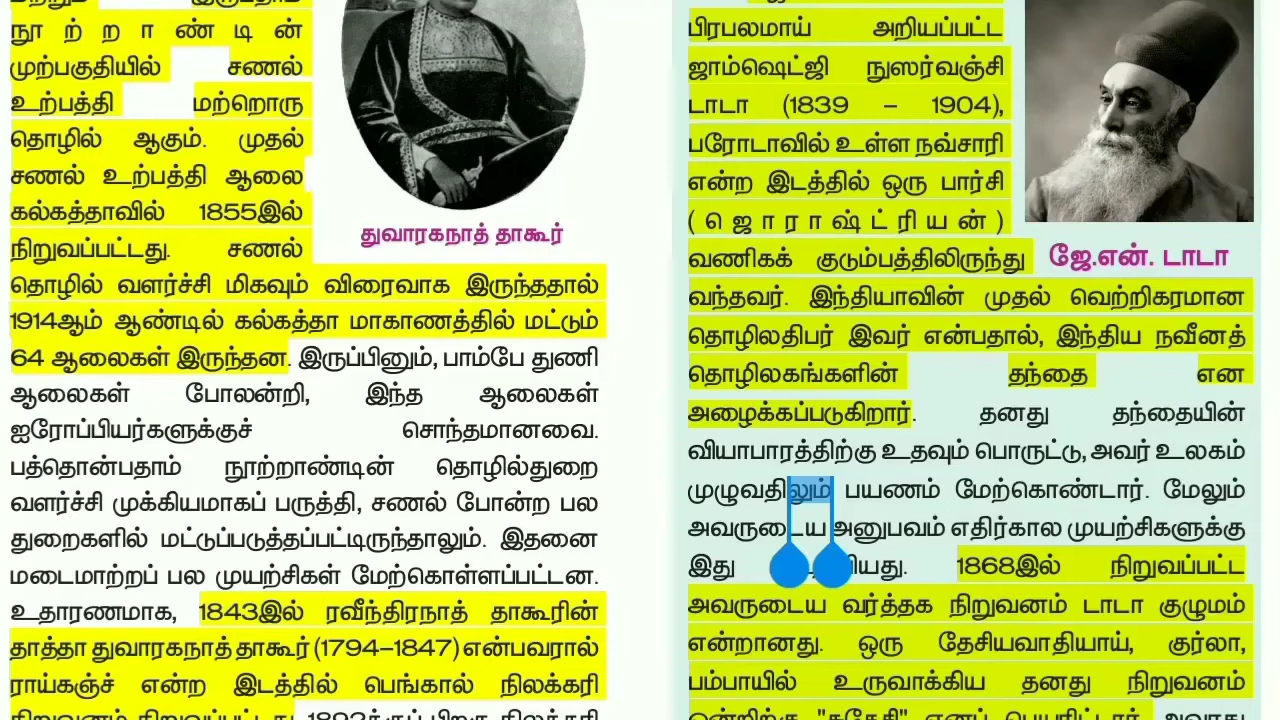 நூற்றாண்டின்
முற்பகுதியில் சணல்
உற்பத்தி மற்றொரு
தொழில் ஆகும். முதல்
சணல் உற்பத்தி ஆலை
கல்கத்தாவில் 1855இல்
நிறுவப்பட்டது. சணல்
தொழில் வளர்ச்சி மிகவும் விரைவாக இருந்ததால்
1914ஆம் ஆண்டில் கல்கத்தா மாகாணத்தில் மட்டும்
64 ஆலைகள் இருந்தன. இருப்பினும், பாம்பே துணி
ஆலைகள் போலன்றி, இந்த ஆலைகள்
ஐரோப்பியர்களுக்குச் சொந்தமானவை.
பத்தொன்பதாம் நூற்றாண்டின் தொழில்துறை
வளர்ச்சி முக்கியமாகப் பருத்தி, சணல் போன்ற பல
துறைகளில் மட்டுப்படுத்தப்பட்டிருந்தாலும். இதனை
மடைமாற்றப் பல முயற்சிகள் மேற்கொள்ளப்பட்டன.
உதாரணமாக, 1843இல் ரவீந்திரநாத் தாகூரின்
தாத்தா துவாரகநாத் தாகூர் (1794–1847) என்பவரால்
ராய்கஞ்ச் என்ற இடத்தில் பெங்கால் நிலக்கரி
துவாரகநாத் தாகூர்
பிரபலமாய் அறியப்பட்ட
ஜாம்ஷெட்ஜி நுஸர்வஞ்சி
டாடா (1839 – 1904),
பரோடாவில் உள்ள நவ்சாரி
என்ற இடத்தில் ஒரு பார்சி
(ஜொராஷ்ட்ரியன்)
வணிகக் குடும்பத்திலிருந்து
வந்தவர். இந்தியாவின் முதல் வெற்றிகரமான
தொழிலதிபர் இவர் என்பதால், இந்திய நவீனத்
தொழிலகங்களின் தந்தை என
அழைக்கப்படுகிறார். தனது தந்தையின்
வியாபாரத்திற்கு உதவும் பொருட்டு, அவர் உலகம்
முழுவதிலும் பயணம் மேற்கொண்டார். மேலும்
அவருடைய அனுபவம் எதிர்கால முயற்சிகளுக்கு
இது 1868இல் நிறுவப்பட்ட
அவருடைய வர்த்தக நிறுவனம் டாடா குழுமம்
என்றானது. ஒரு தேசியவாதியாய், குர்லா,
பம்பாயில் உருவாக்கிய தனது நிறுவனம்
ஒன்றிற்கு "சுதேசி" எனப் பெயரிட்டார். அவரது
ஜே.என். டாடா